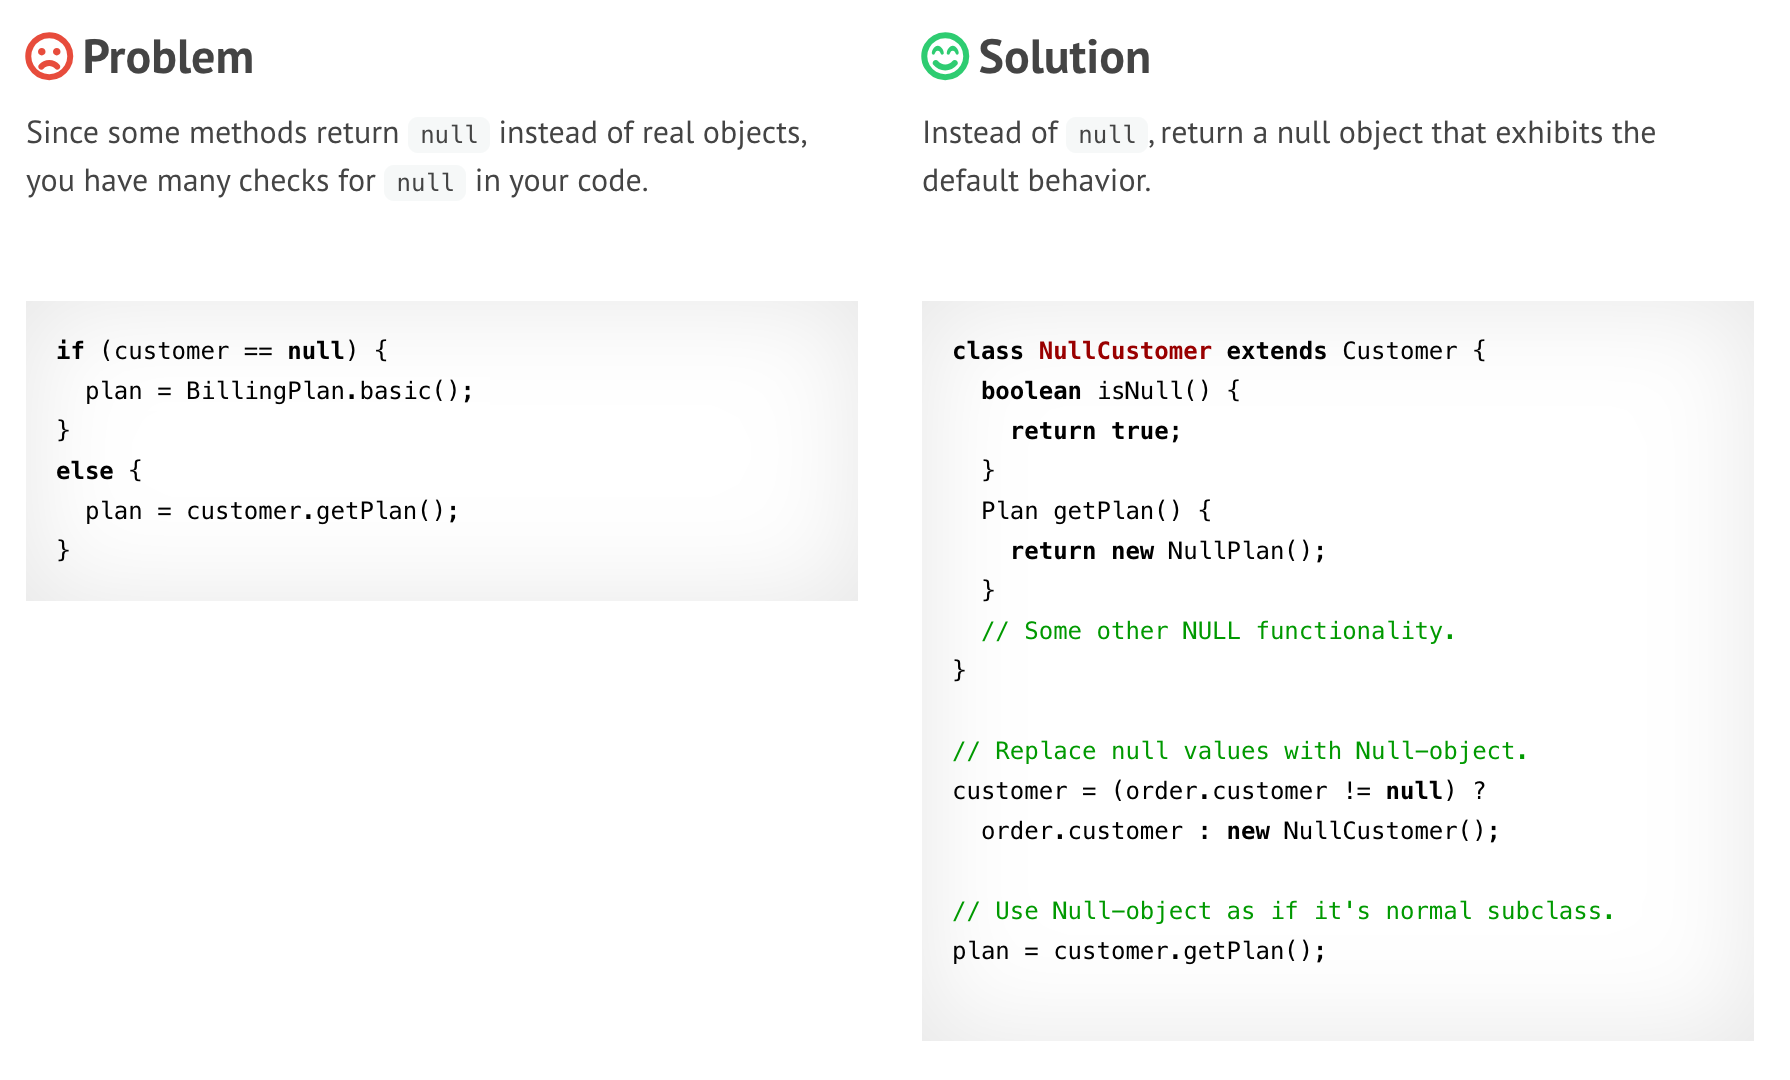 Problem
Since some methods return null instead of real objects,
you have many checks for null in your code.
if (customer == null) {
  plan = BillingPlan.basic();
}
else {
  plan = customer.getPlan();
}
Solution
Instead of null, return a null object that exhibits the
default behavior.
class NullCustomer extends Customer {
  boolean isNull() {
    return true;
  }
  Plan getPlan() {
    return new NullPlan();
  }
  // Some other NULL functionality.
}
// Replace null values with Null-object.
customer = (order.customer != null) ?
  order.customer : new NullCustomer();
// Use Null-object as if it's normal subclass.
plan = customer.getPlan();